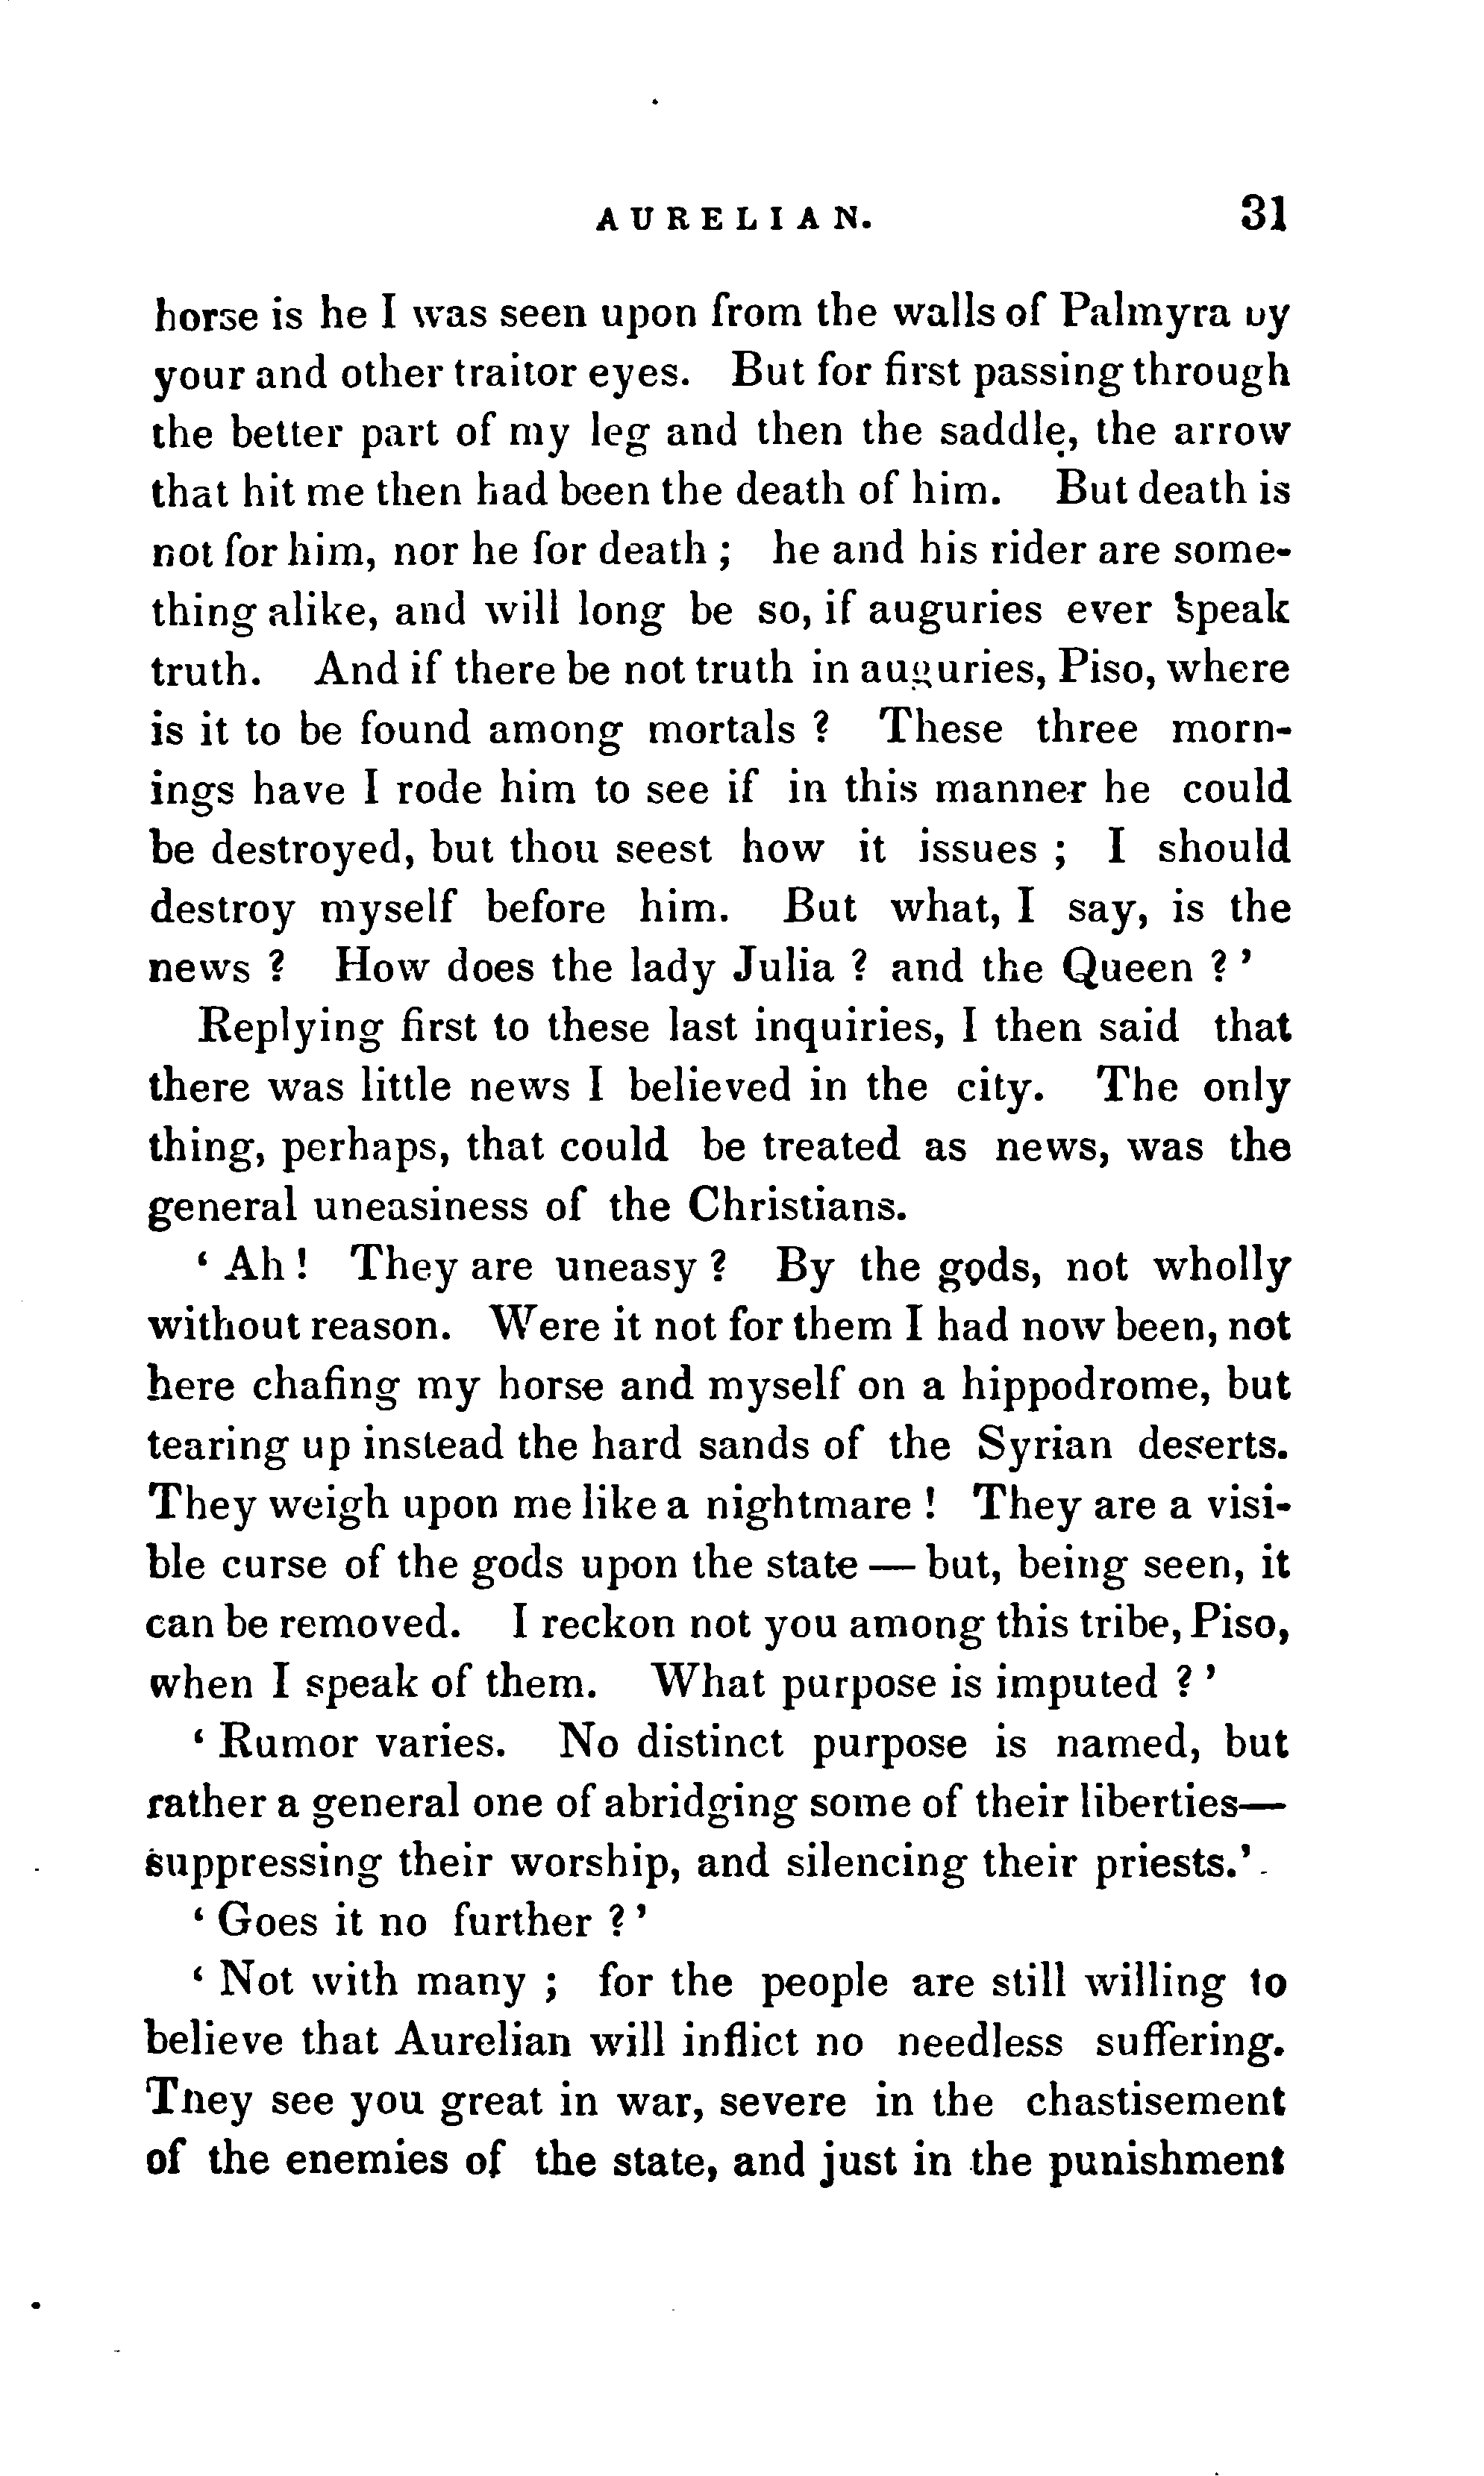 AURELIAN. 31
horse is he I was seen upon from the walls of Palmyra by
your and other traitor eyes. But for first passing through
the better part of my leg and then the saddle, the arrow
that hit me then had been the death of him. But death is
not for him, nor he for death ; he and his rider are some-
thing alike, and will long be so, if auguries ever speak
truth. And if there be not truth in auguries, Piso, where
is it to be found among mortals ? These three morn-
ings have I rode him to see if in this manner he could
be destroyed, but thou seest how it issues ; I should
destroy myself before him. But what, I say, is the
news ? How does the lady Julia ? and the Queen ? '
Replying first to these last inquiries, I then said that
there was little news I believed in the city. The only
thing, perhaps, that could be treated as news, was the
general uneasiness of the Christians.
‘ Ah ! They are uneasy ? By the gods, not wholly
without reason. Were it not for them I had now been, not
here chafing my horse and myself on a hippodrome, but
tearing up instead the hard sands of the Syrian deserts.
They weigh upon me like a nightmare ! They are a visi-
ble curse of the gods upon the state — but, being seen, it
can be removed. I reckon not you among this tribe, Piso,
when I speak of them. What purpose is imputed ? ’
‘ Rumor varies. No distinct purpose is named, but
rather a general one of abridging some of their liberties—
suppressing their worship, and silencing their priests.’
‘ Goes it no further ? ’
‘ Not with many ; for the people are still willing to
believe that Aurelian will inflict no needless suffering.
They see you great in war, severe in the chastisement
of the enemies of the state, and just in the punishment